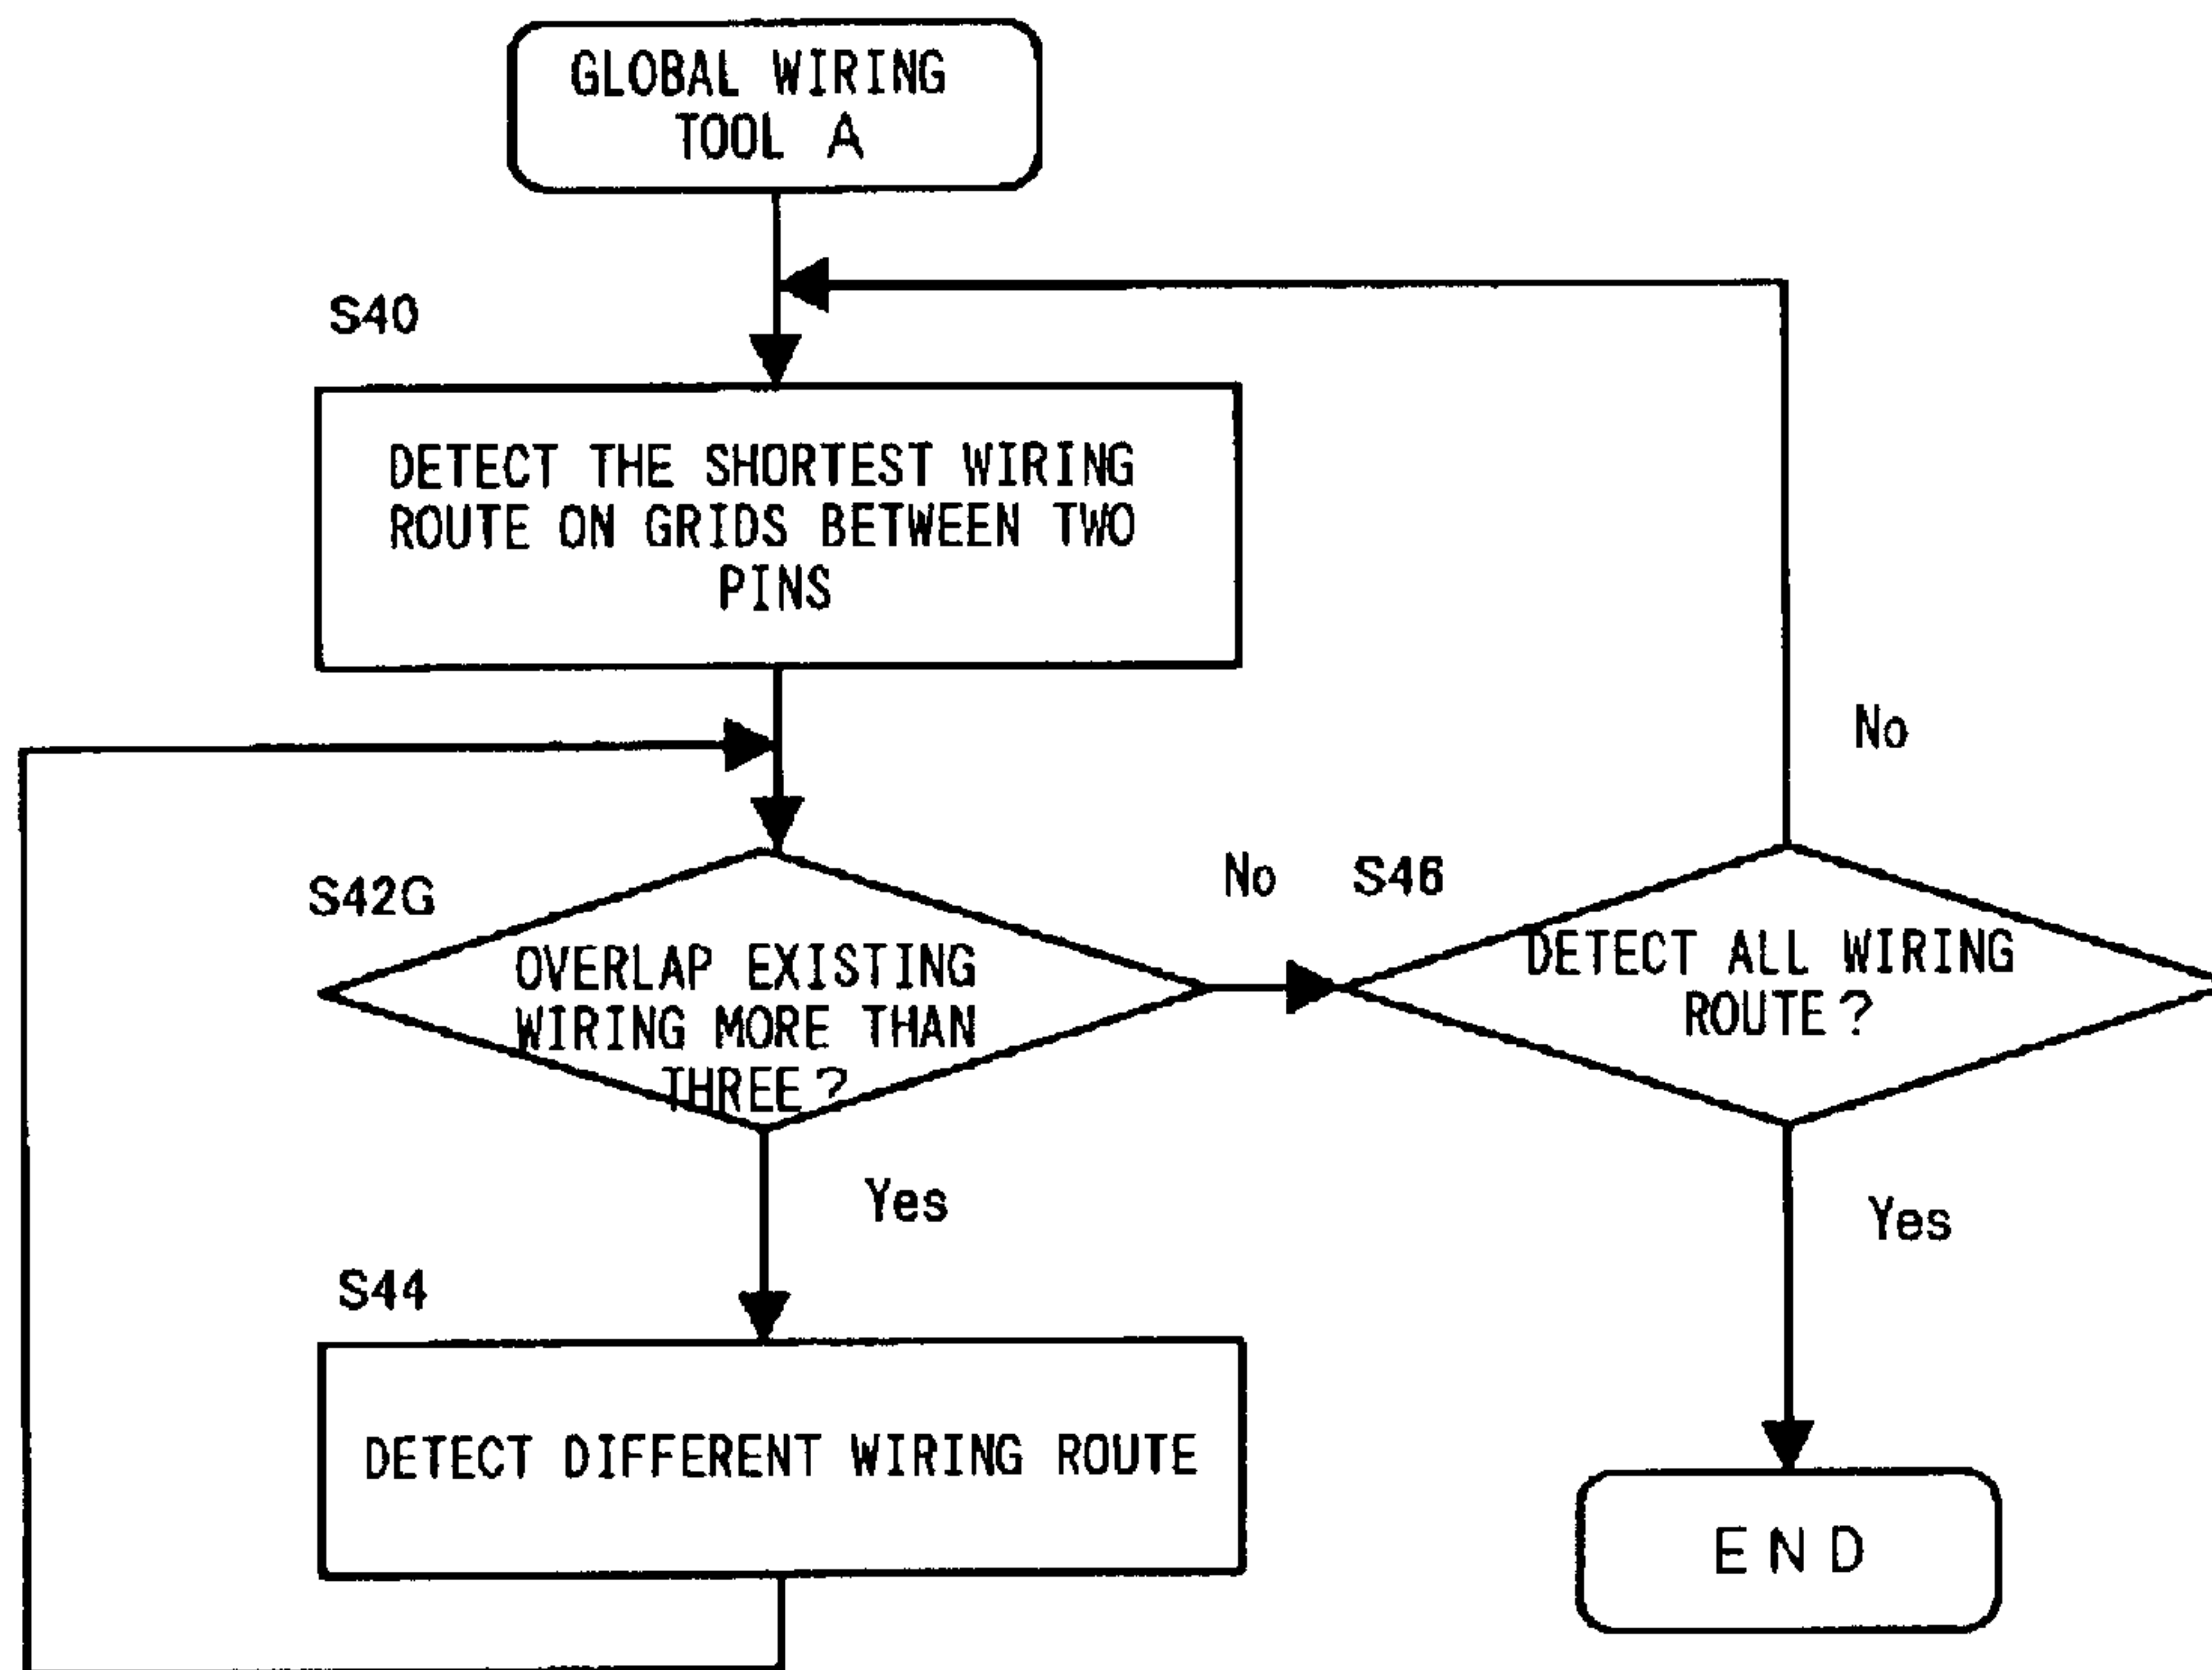 GLOBAL WIRING
TOOL A
S40
DETECT THE SHORTEST WIRING
ROUTE ON GRIDS BETWEEN TWO
PINS
No
S42G
OVERLAP EXISTING
WIRING MORE THAN
THREE?
No
S46
DETECT ALL WIRING
ROUTE?
Yes
Yes
S44
DETECT DIFFERENT WIRING ROUTE
END